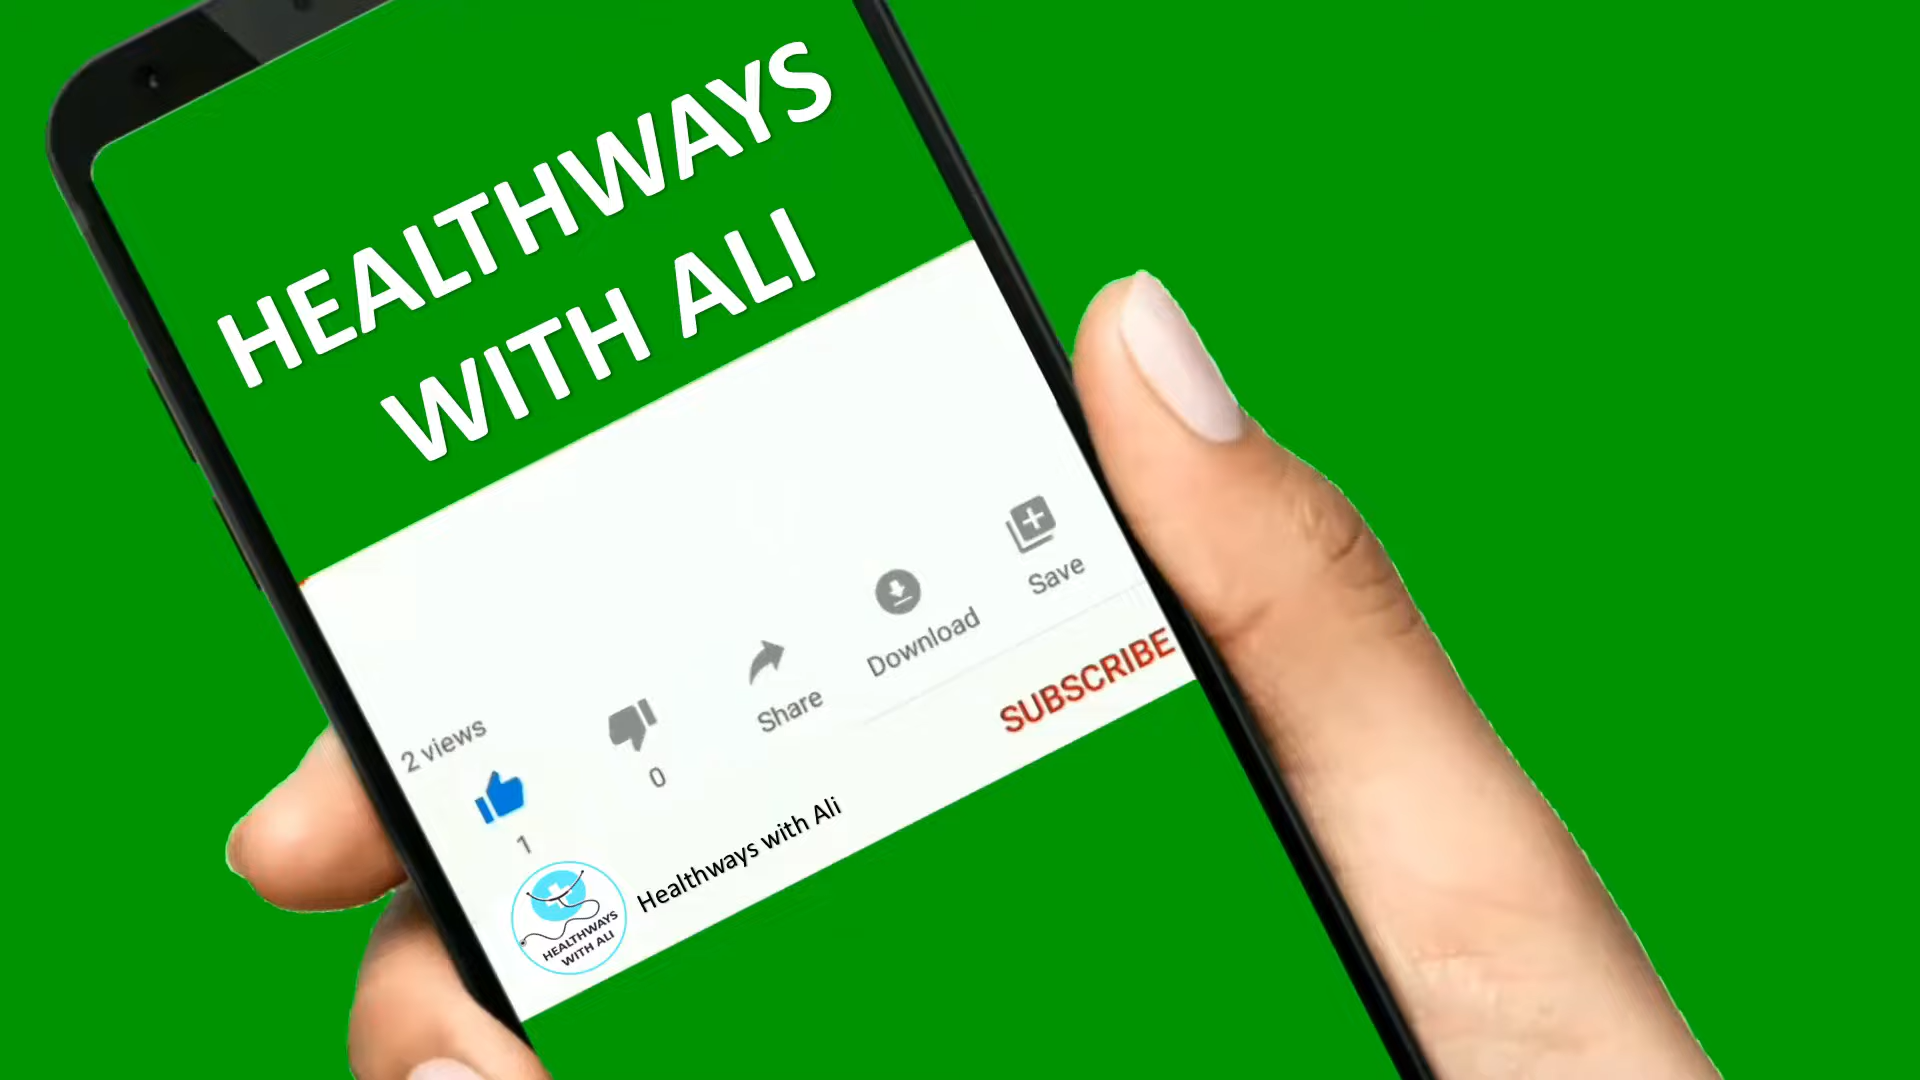 HEALTHWAYS
WITH ALI
2 views
1
0
Share
Download
Save
SUBSCRIBE
Healthways with Ali
HEALTHWAYS
WITH ALI